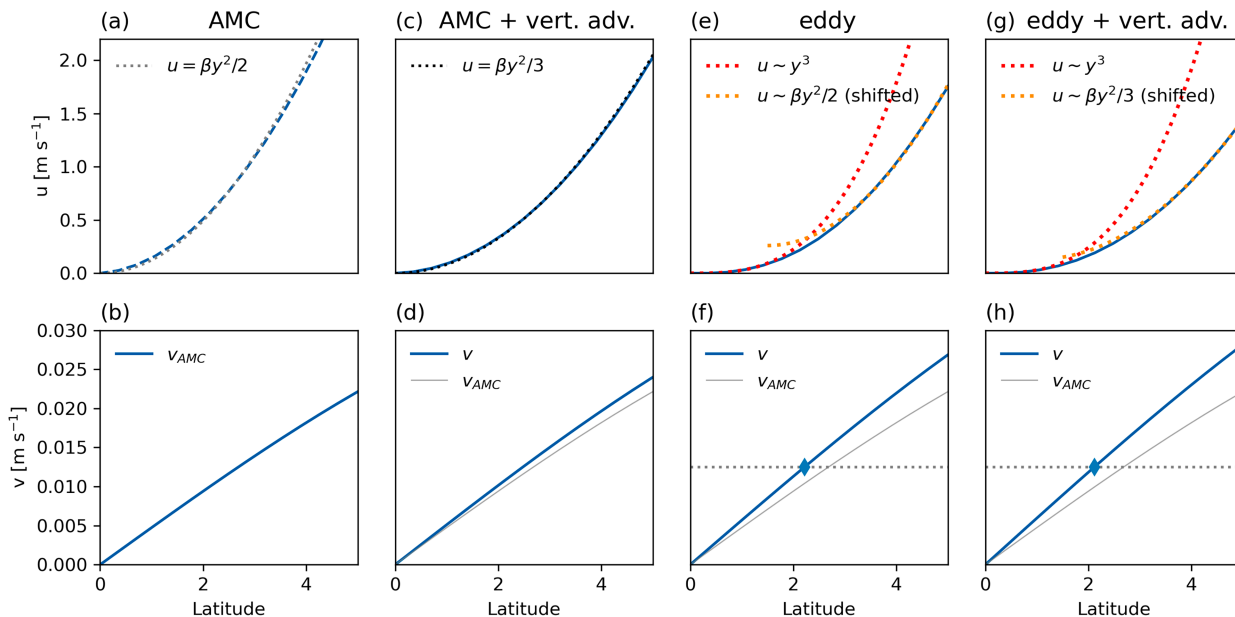 (a) AMC
(c) AMC + vert. adv.
(e) eddy
(g) eddy + vert. adv.
u = βy²/2
u = βy²/3
u ~ y³
u ~ βy²/2 (shifted)
u ~ y³
u ~ βy²/3 (shifted)
u [m s⁻¹]
2.0
1.5
1.0
0.5
0.0
(b)
(d)
(f)
(h)
v_AMC
v
v_AMC
v
v_AMC
v
v_AMC
v [m s⁻¹]
0.030
0.025
0.020
0.015
0.010
0.005
0.000
0 2 4
0 2 4
0 2 4
0 2 4
Latitude
Latitude
Latitude
Latitude